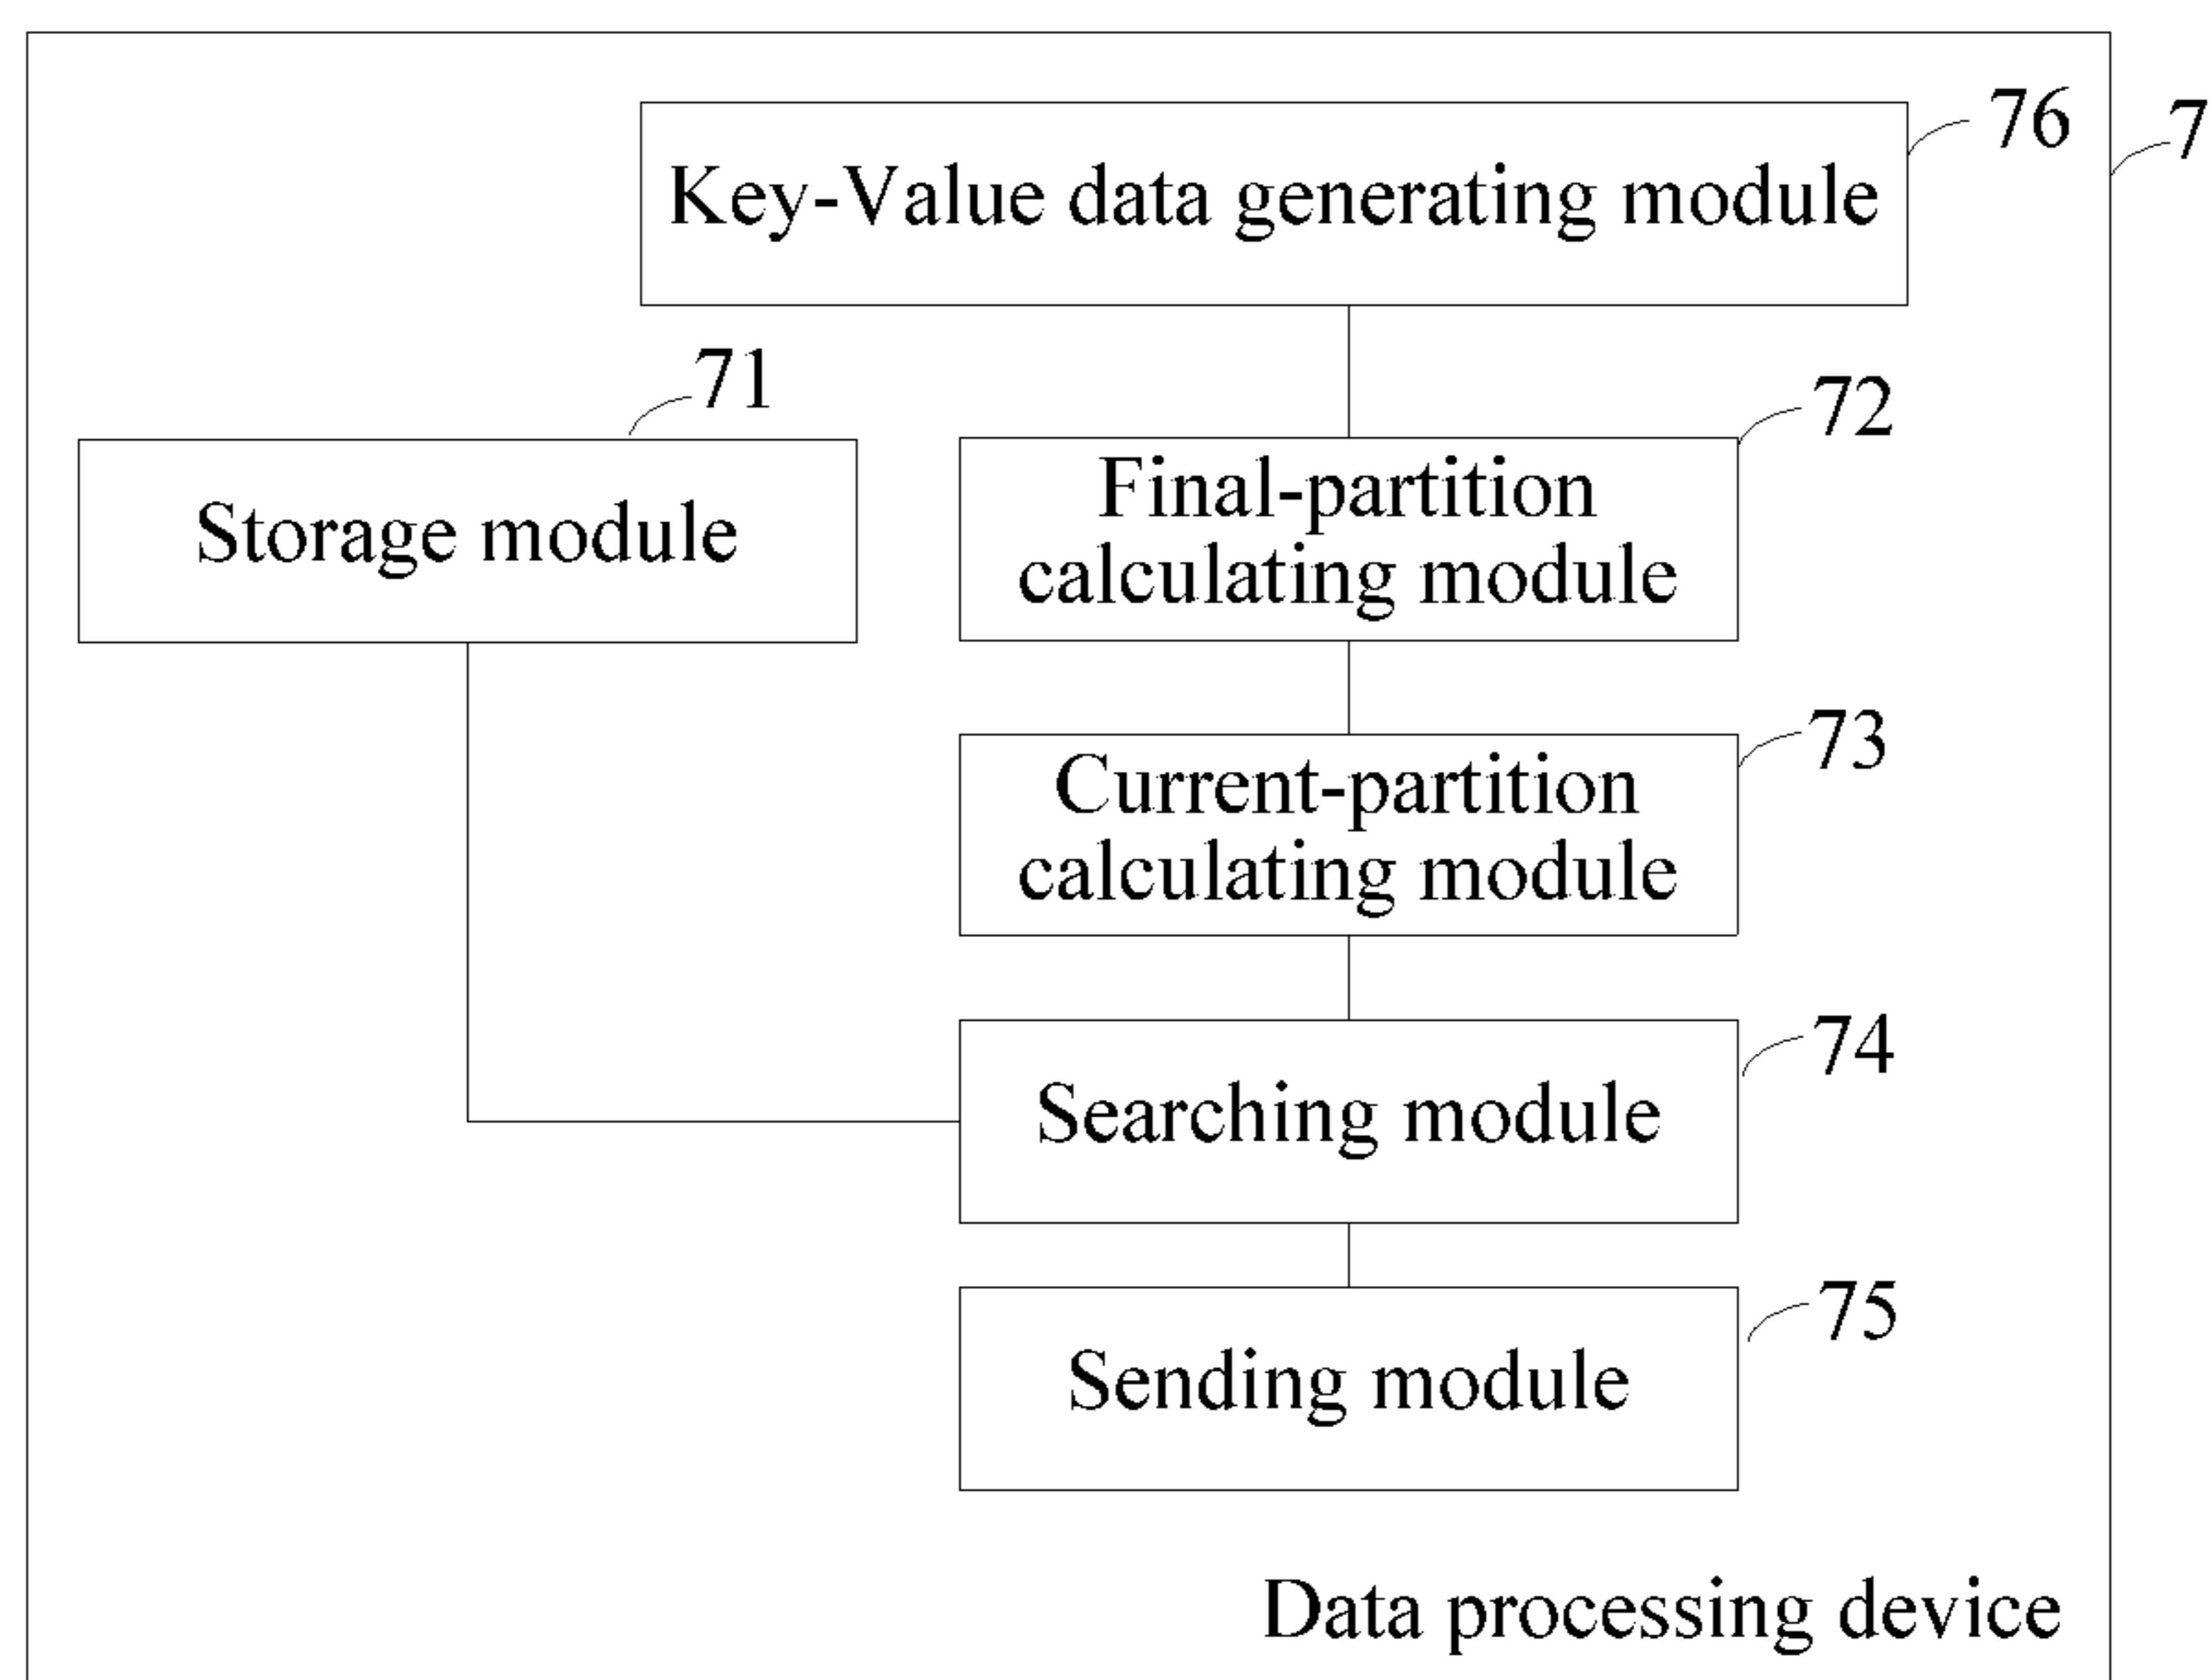 76
7
Key-Value data generating module
71
72
Storage module
Final-partition
calculating module
73
Current-partition
calculating module
74
Searching module
75
Sending module
Data processing device